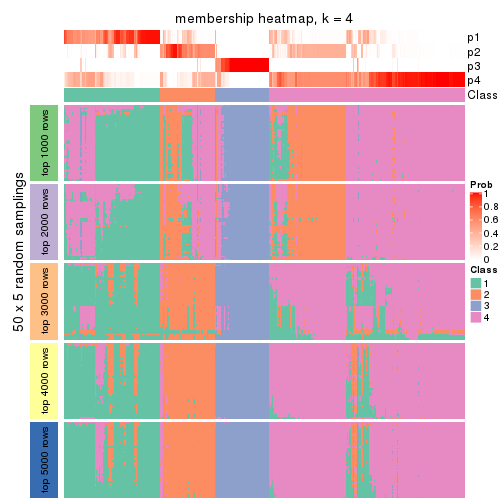 membership heatmap, k = 4
p1
p2
p3
p4
Class
50 x 5 random samplings
top 1000 rows
top 2000 rows
top 3000 rows
top 4000 rows
top 5000 rows
Prob
1
0.8
0.6
0.4
0.2
0
Class
1
2
3
4